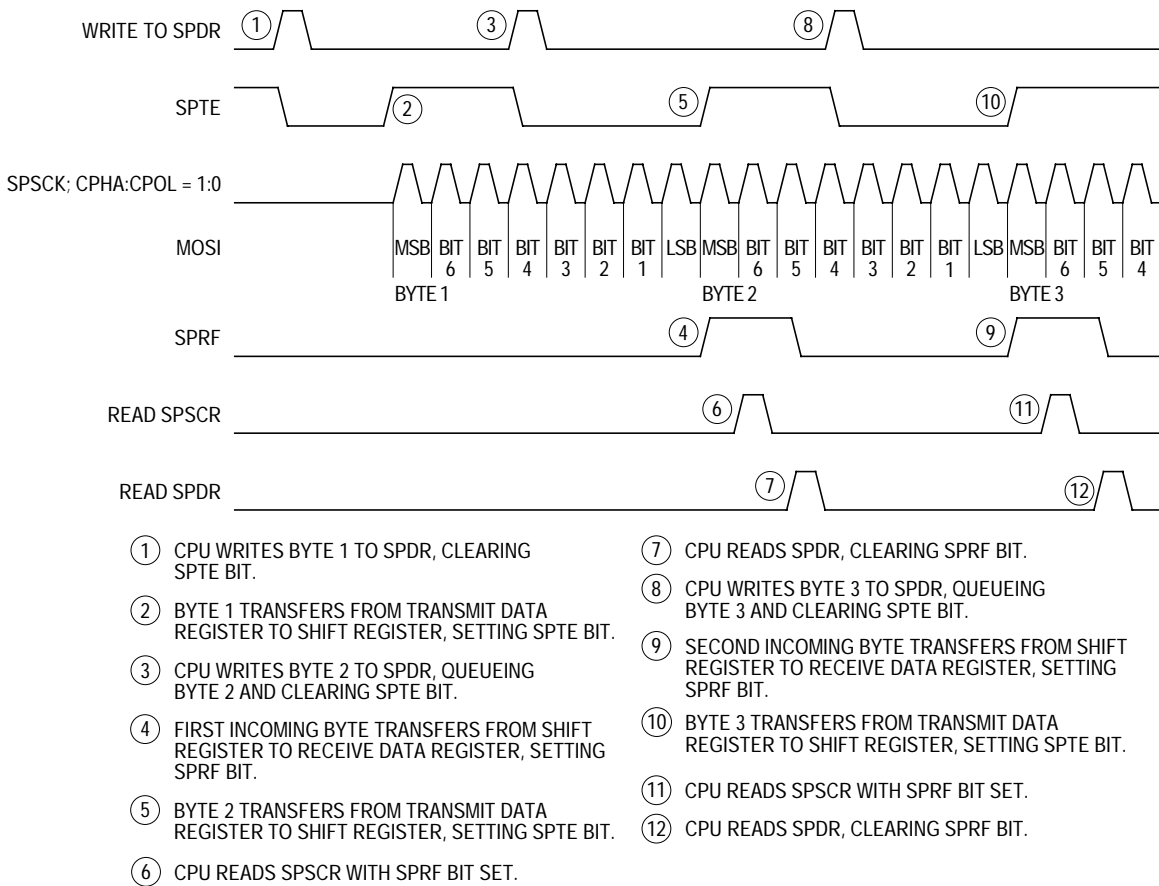 WRITE TO SPDR
1
3
8
SPTE
2
5
10
SPSCK; CPHA:CPOL = 1:0
MOSI
MSB BIT 6 BIT 5 BIT 4 BIT 3 BIT 2 BIT 1 LSB MSB BIT 6 BIT 5 BIT 4 BIT 3 BIT 2 BIT 1 LSB MSB BIT 6 BIT 5 BIT 4
BYTE 1 BYTE 2 BYTE 3
SPRF
4
9
READ SPSCR
6
11
READ SPDR
7
12
1 CPU WRITES BYTE 1 TO SPDR, CLEARING
SPTE BIT.
2 BYTE 1 TRANSFERS FROM TRANSMIT DATA
REGISTER TO SHIFT REGISTER, SETTING SPTE BIT.
3 CPU WRITES BYTE 2 TO SPDR, QUEUEING
BYTE 2 AND CLEARING SPTE BIT.
4 FIRST INCOMING BYTE TRANSFERS FROM SHIFT
REGISTER TO RECEIVE DATA REGISTER, SETTING
SPRF BIT.
5 BYTE 2 TRANSFERS FROM TRANSMIT DATA
REGISTER TO SHIFT REGISTER, SETTING SPTE BIT.
6 CPU READS SPSCR WITH SPRF BIT SET.
7 CPU READS SPDR, CLEARING SPRF BIT.
8 CPU WRITES BYTE 3 TO SPDR, QUEUEING
BYTE 3 AND CLEARING SPTE BIT.
9 SECOND INCOMING BYTE TRANSFERS FROM SHIFT
REGISTER TO RECEIVE DATA REGISTER, SETTING
SPRF BIT.
10 BYTE 3 TRANSFERS FROM TRANSMIT DATA
REGISTER TO SHIFT REGISTER, SETTING SPTE BIT.
11 CPU READS SPSCR WITH SPRF BIT SET.
12 CPU READS SPDR, CLEARING SPRF BIT.